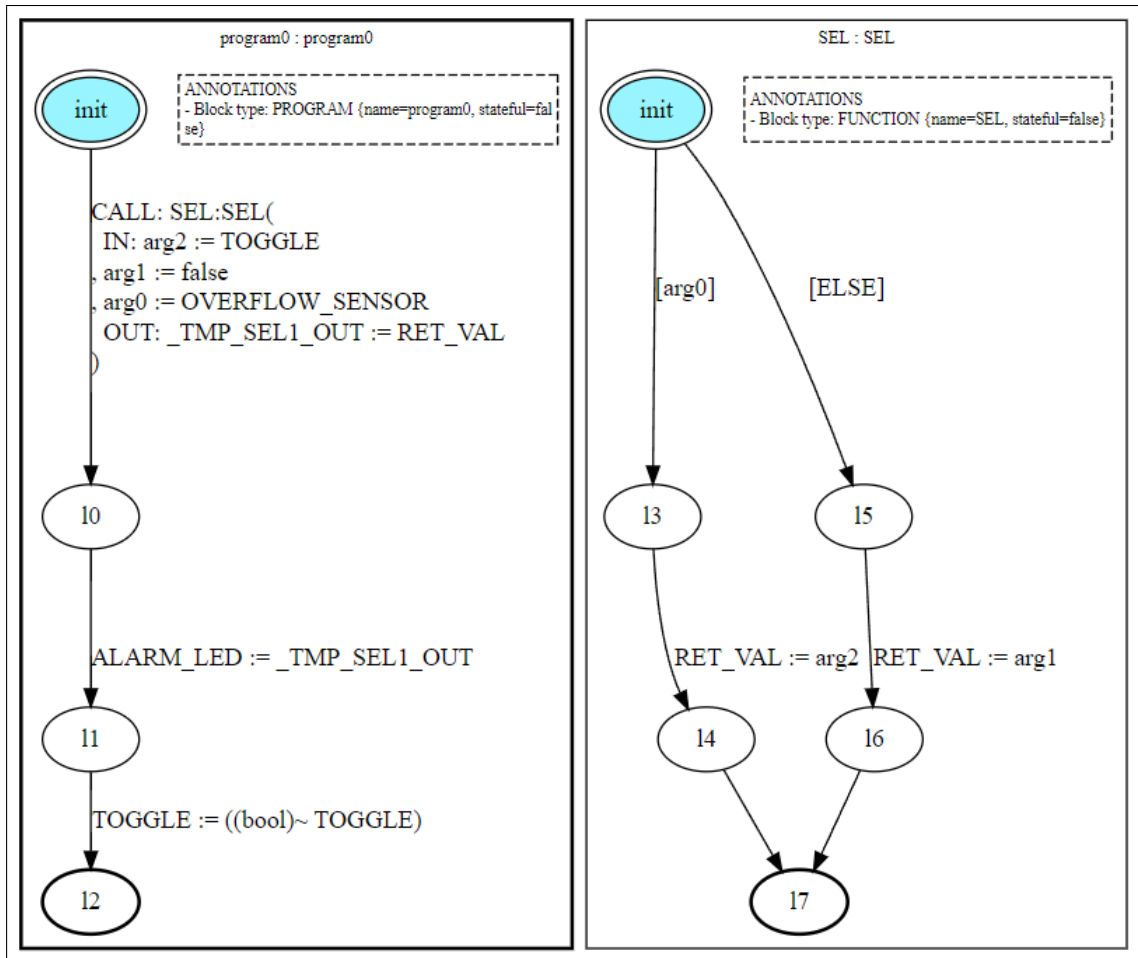 program0 : program0
init
ANNOTATIONS
- Block type: PROGRAM {name=program0, stateful=fal
se}
CALL: SEL:SEL(
IN: arg2 := TOGGLE
, arg1 := false
, arg0 := OVERFLOW_SENSOR
OUT: _TMP_SEL1_OUT := RET_VAL
)
l0
ALARM_LED := _TMP_SEL1_OUT
l1
TOGGLE := ((bool)~ TOGGLE)
l2
SEL : SEL
init
ANNOTATIONS
- Block type: FUNCTION {name=SEL, stateful=false}
[arg0]
[ELSE]
l3
l5
RET_VAL := arg2
RET_VAL := arg1
l4
l6
l7